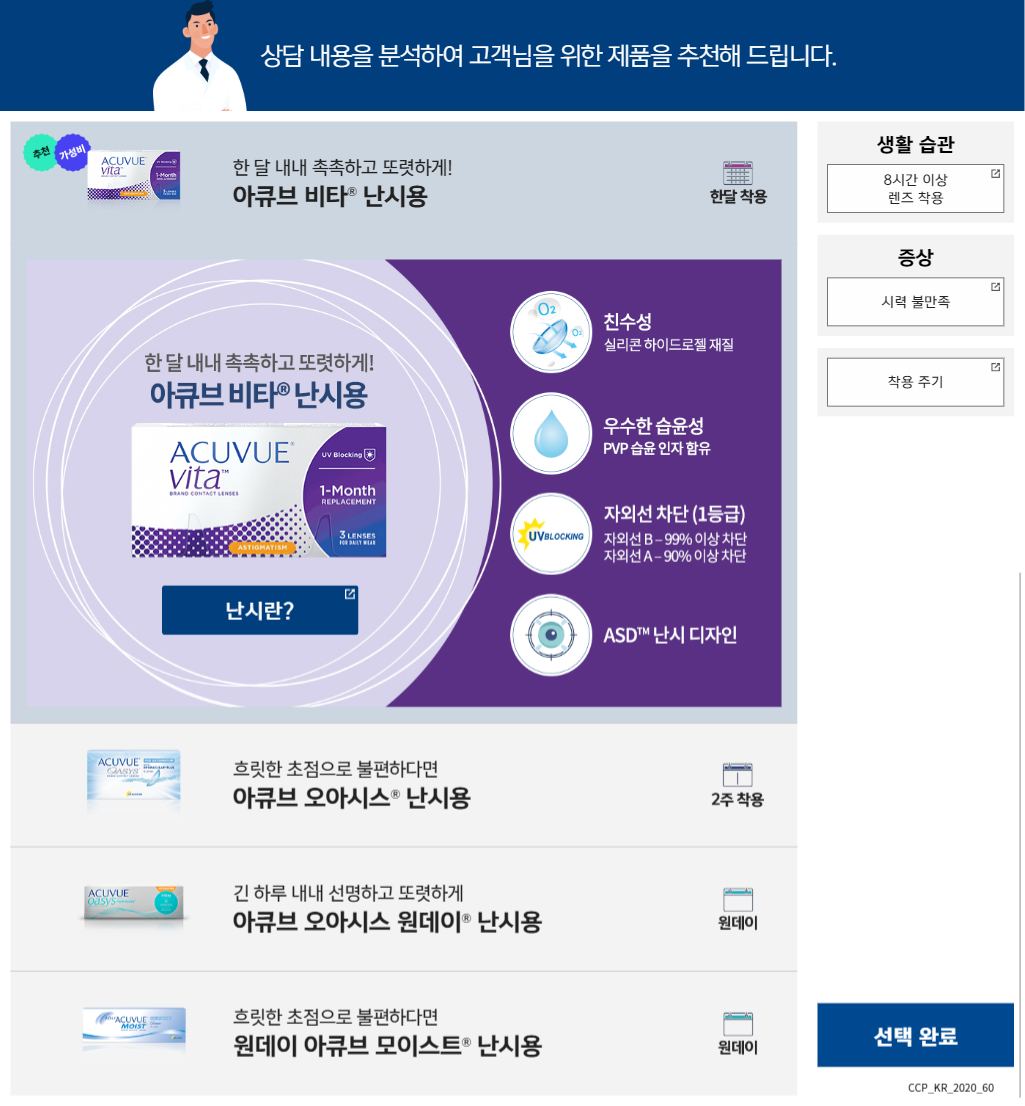 상담 내용을 분석하여 고객님을 위한 제품을 추천해 드립니다.
추천
가성비
ACUVUE
vita™
1-Month
한 달 내내 촉촉하고 또렷하게!
아큐브 비타® 난시용
한달 착용
한 달 내내 촉촉하고 또렷하게!
아큐브 비타® 난시용
ACUVUE®
vita™
BRAND CONTACT LENSES
UV Blocking
1-Month
REPLACEMENT
3 LENSES
FOR DAILY WEAR
ASTIGMATISM
난시란?
O2
O2
친수성
실리콘 하이드로젤 재질
우수한 습윤성
PVP 습윤 인자 함유
UV BLOCKING
자외선 차단 (1등급)
자외선 B – 99% 이상 차단
자외선 A – 90% 이상 차단
ASD™ 난시 디자인
ACUVUE
OASYS
흐릿한 초점으로 불편하다면
아큐브 오아시스® 난시용
2주 착용
ACUVUE
oasys
긴 하루 내내 선명하고 또렷하게
아큐브 오아시스 원데이® 난시용
원데이
ACUVUE
MOIST
흐릿한 초점으로 불편하다면
원데이 아큐브 모이스트® 난시용
원데이
생활 습관
8시간 이상
렌즈 착용
증상
시력 불만족
착용 주기
선택 완료
CCP_KR_2020_60